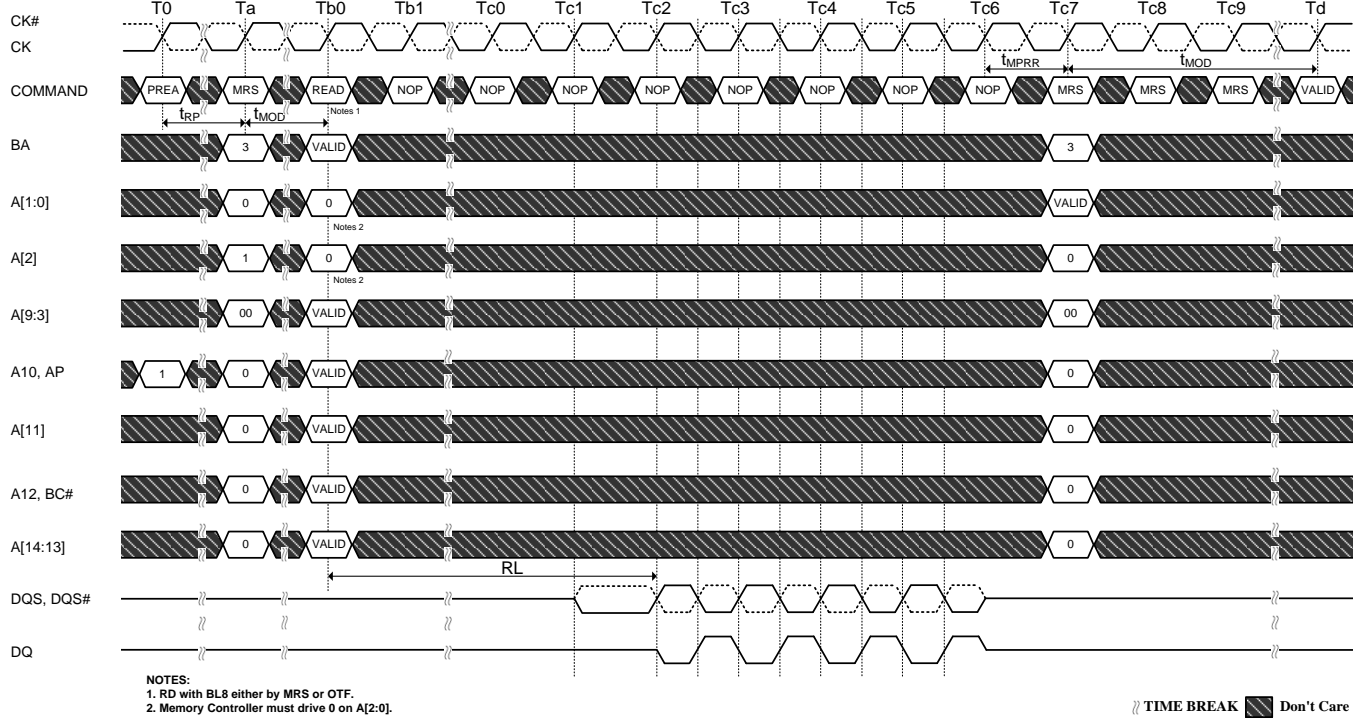 T0 Ta Tb0 Tb1 Tc0 Tc1 Tc2 Tc3 Tc4 Tc5 Tc6 Tc7 Tc8 Tc9 Td
CK#
CK
tMPRR tMOD
COMMAND PREA MRS READ NOP NOP NOP NOP NOP NOP NOP NOP MRS MRS MRS VALID
tRP tMOD Notes 1
BA 3 VALID 3
A[1:0] 0 0 VALID
Notes 2
A[2] 1 0 0
Notes 2
A[9:3] 00 VALID 00
A10, AP 1 0 VALID 0
A[11] 0 VALID 0
A12, BC# 0 VALID 0
A[14:13] 0 VALID 0
RL
DQS, DQS#
DQ
NOTES:
1. RD with BL8 either by MRS or OTF.
2. Memory Controller must drive 0 on A[2:0].
TIME BREAK Don't Care